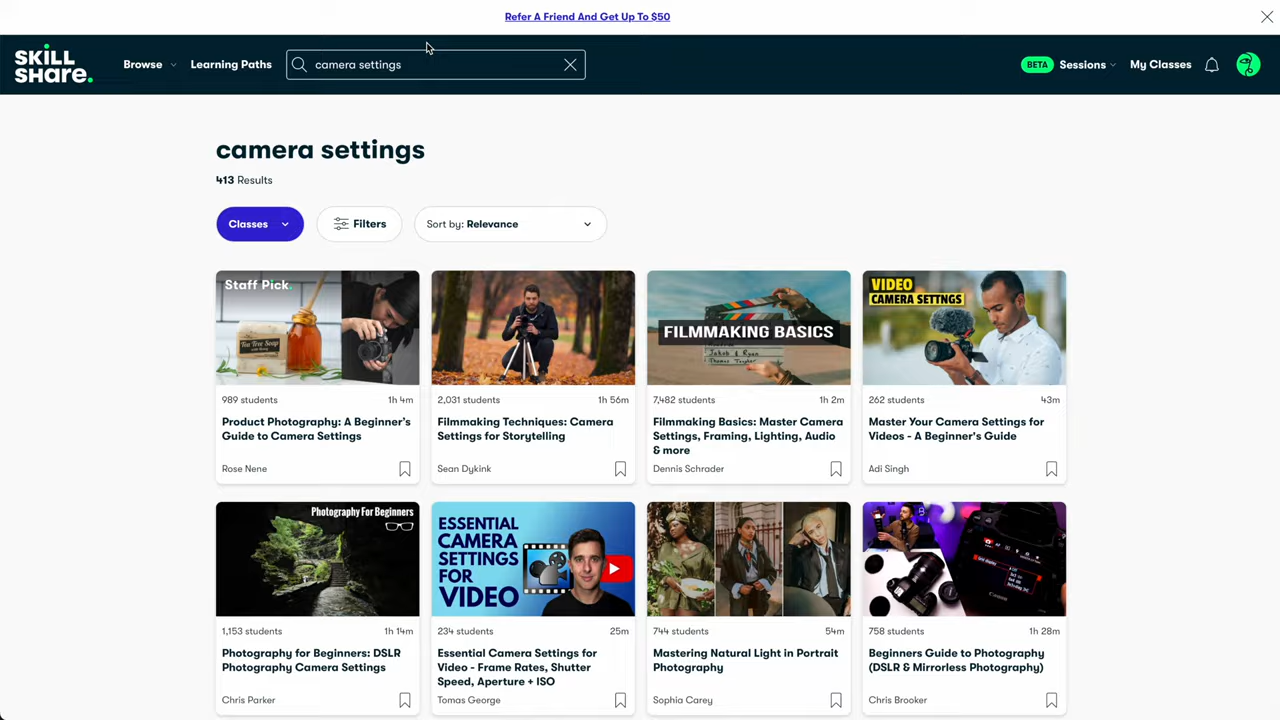 Refer A Friend And Get Up To $50
SKILL
SHARE.
Browse
Learning Paths
camera settings
BETA
Sessions
My Classes
camera settings
413 Results
Classes
Filters
Sort by: Relevance
Staff Pick.
Tea Tree Soap
989 students
1h 4m
Product Photography: A Beginner's
Guide to Camera Settings
Rose Nene
2,031 students
1h 56m
Filmmaking Techniques: Camera
Settings for Storytelling
Sean Dykink
FILMMAKING BASICS
Jakob & Ryan
7,482 students
1h 2m
Filmmaking Basics: Master Camera
Settings, Framing, Lighting, Audio
& more
Dennis Schrader
VIDEO
CAMERA SETTNGS
262 students
43m
Master Your Camera Settings for
Videos - A Beginner's Guide
Adi Singh
Photography For Beginners
1,153 students
1h 14m
Photography for Beginners: DSLR
Photography Camera Settings
Chris Parker
ESSENTIAL
CAMERA
SETTINGS
FOR
VIDEO
234 students
25m
Essential Camera Settings for
Video - Frame Rates, Shutter
Speed, Aperture + ISO
Tomas George
744 students
54m
Mastering Natural Light in Portrait
Photography
Sophia Carey
Canon
758 students
1h 28m
Beginners Guide to Photography
(DSLR & Mirrorless Photography)
Chris Brooker